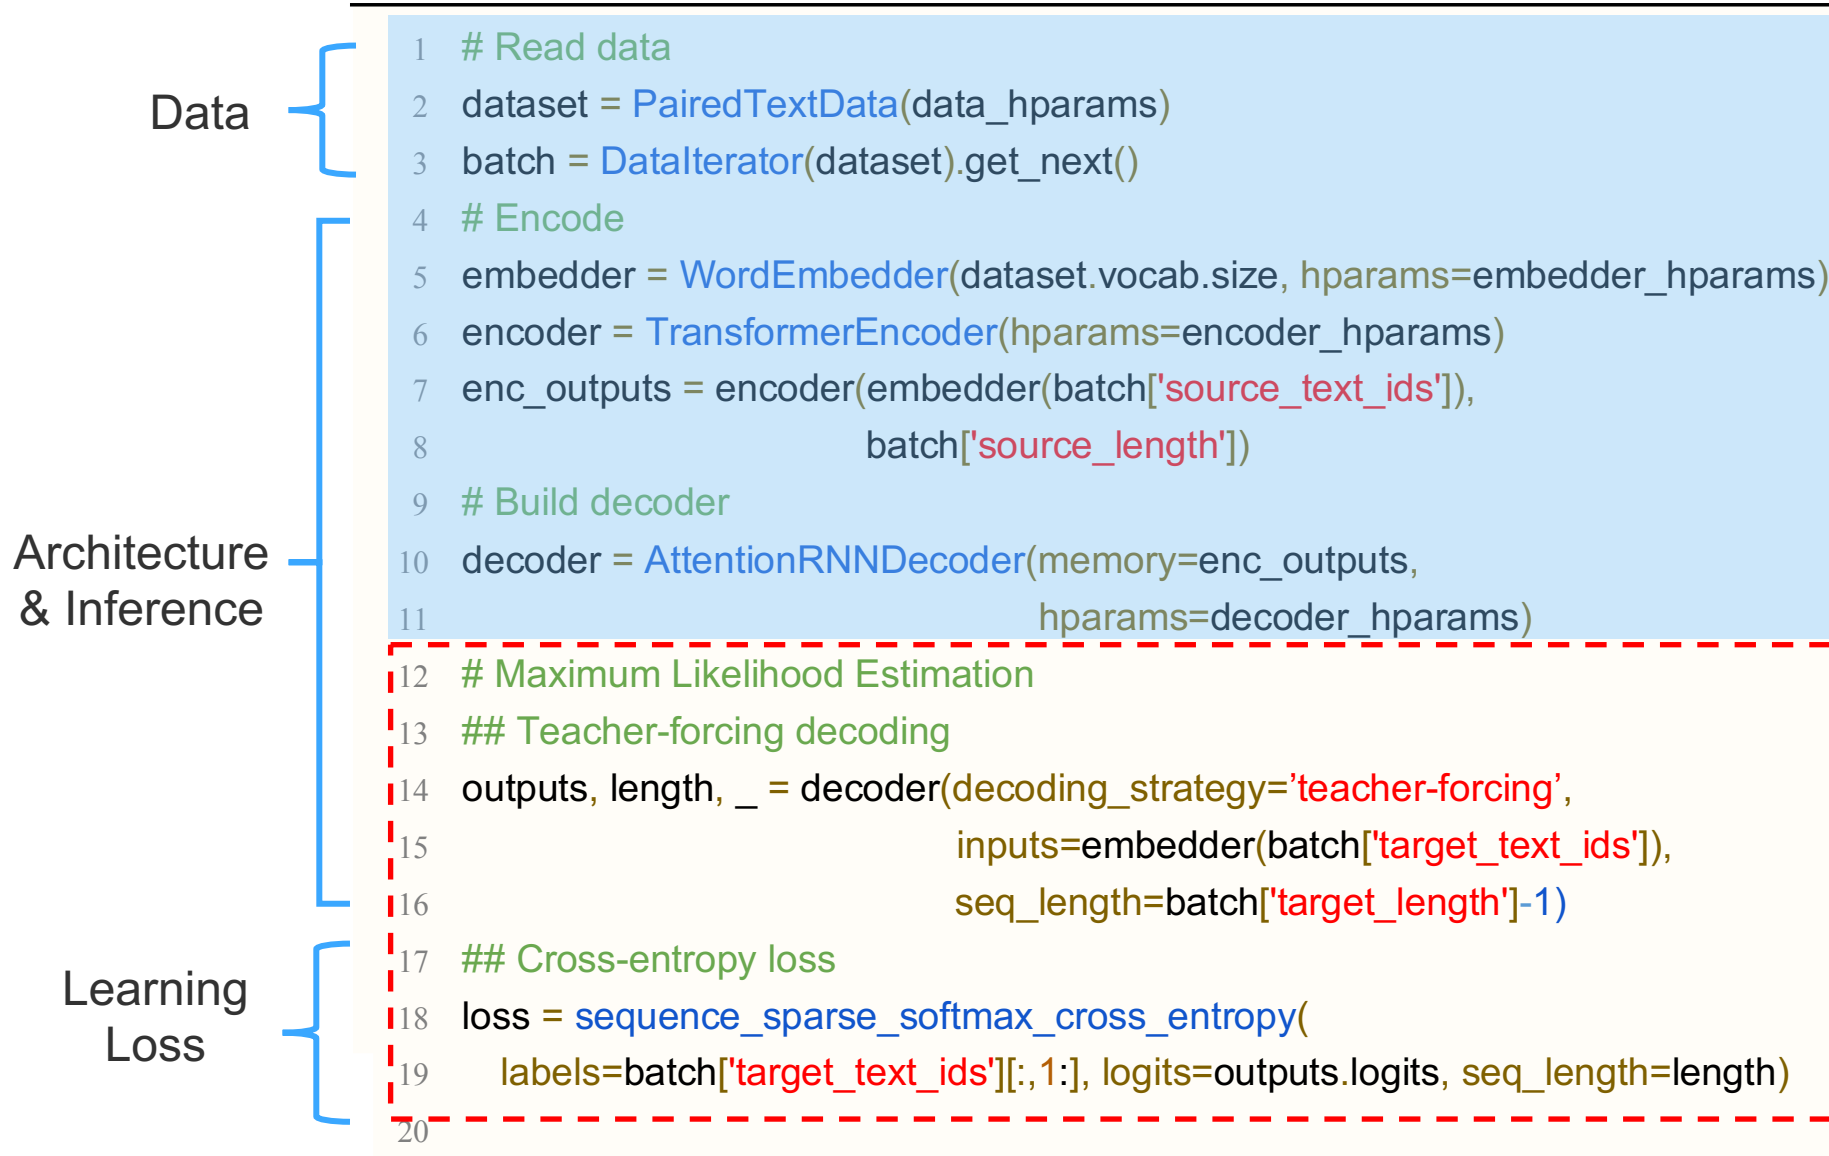 Data
Architecture
& Inference
Learning
Loss
1 # Read data
2 dataset = PairedTextData(data_hparams)
3 batch = DataIterator(dataset).get_next()
4 # Encode
5 embedder = WordEmbedder(dataset.vocab.size, hparams=embedder_hparams)
6 encoder = TransformerEncoder(hparams=encoder_hparams)
7 enc_outputs = encoder(embedder(batch['source_text_ids']),
8 batch['source_length'])
9 # Build decoder
10 decoder = AttentionRNNDecoder(memory=enc_outputs,
11 hparams=decoder_hparams)
12 # Maximum Likelihood Estimation
13 ## Teacher-forcing decoding
14 outputs, length, _ = decoder(decoding_strategy=’teacher-forcing’,
15 inputs=embedder(batch['target_text_ids']),
16 seq_length=batch['target_length']-1)
17 ## Cross-entropy loss
18 loss = sequence_sparse_softmax_cross_entropy(
19 labels=batch['target_text_ids'][:,1:], logits=outputs.logits, seq_length=length)
20